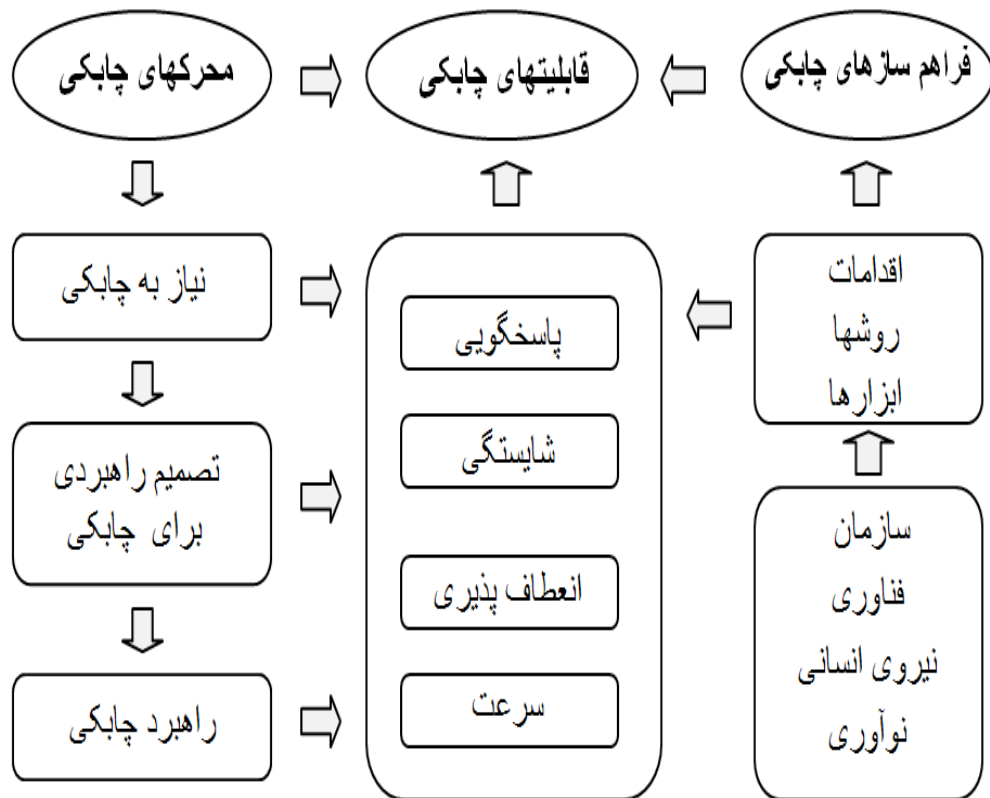 فراهم سازهای چابکی
قابلیتهای چابکی
محرکهای چابکی
اقدامات
روشها
ابزارها
سازمان
فناوری
نیروی انسانی
نوآوری
پاسخگویی
شایستگی
انعطاف پذیری
سرعت
نیاز به چابکی
تصمیم راهبردی
برای چابکی
راهبرد چابکی